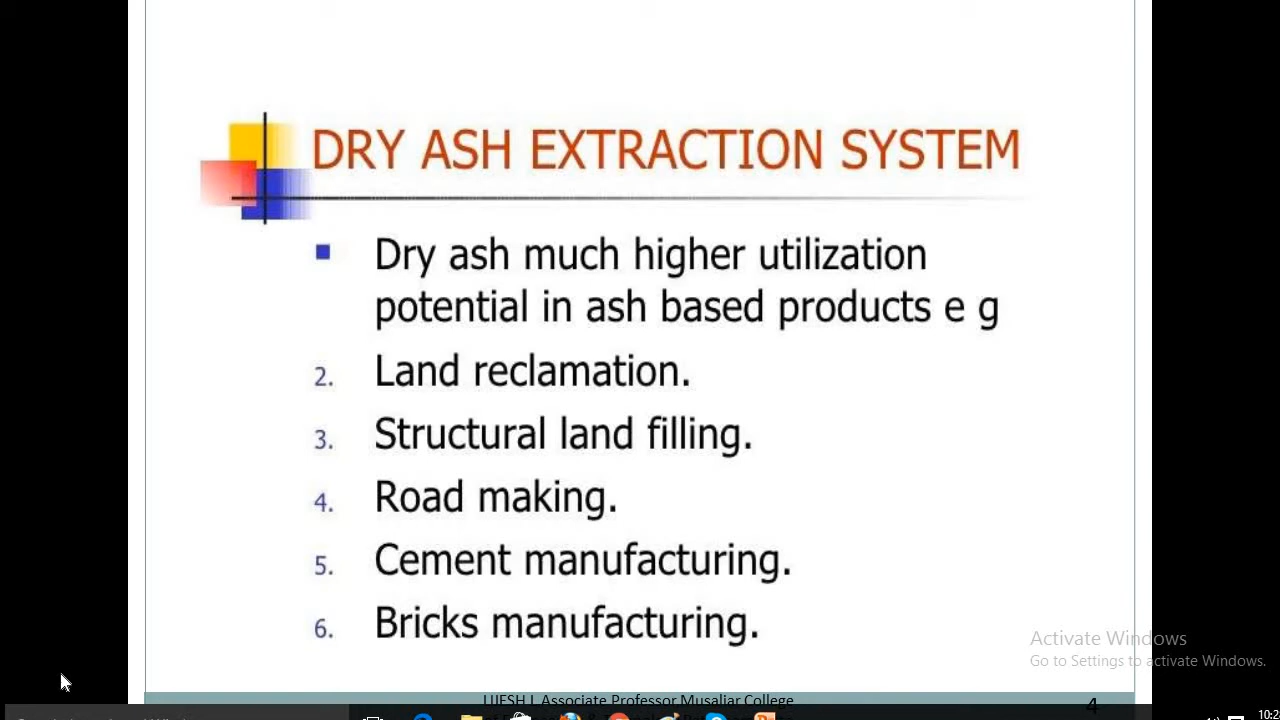 DRY ASH EXTRACTION SYSTEM
Dry ash much higher utilization
potential in ash based products e g
2. Land reclamation.
3. Structural land filling.
4. Road making.
5. Cement manufacturing.
6. Bricks manufacturing.
Activate Windows
Go to Settings to activate Windows.
Associate Professor Musaliar College
4